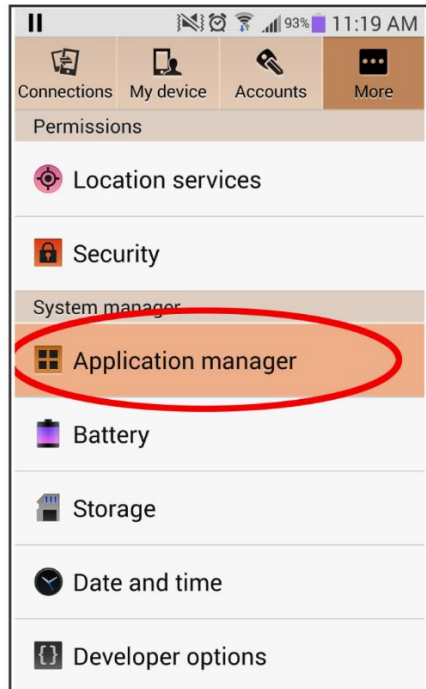 93% 11:19 AM
Connections My device Accounts More
Permissions
Location services
Security
System manager
Application manager
Battery
Storage
Date and time
Developer options